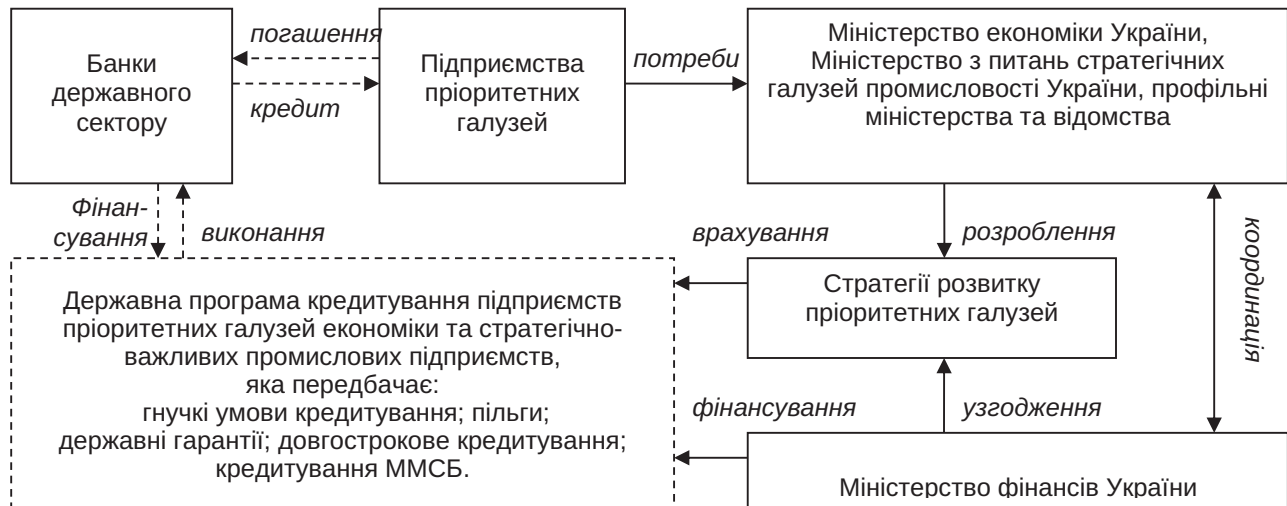 погашення
Банки
державного
сектору
кредит
Підприємства
пріоритетних
галузей
потреби
Міністерство економіки України,
Міністерство з питань стратегічних
галузей промисловості України, профільні
міністерства та відомства
Фінан-
сування
виконання
врахування
розроблення
координація
Державна програма кредитування підприємств
пріоритетних галузей економіки та стратегічно-
важливих промислових підприємств,
яка передбачає:
гнучкі умови кредитування; пільги;
державні гарантії; довгострокове кредитування;
кредитування ММСБ.
Стратегії розвитку
пріоритетних галузей
фінансування
узгодження
Міністерство фінансів України